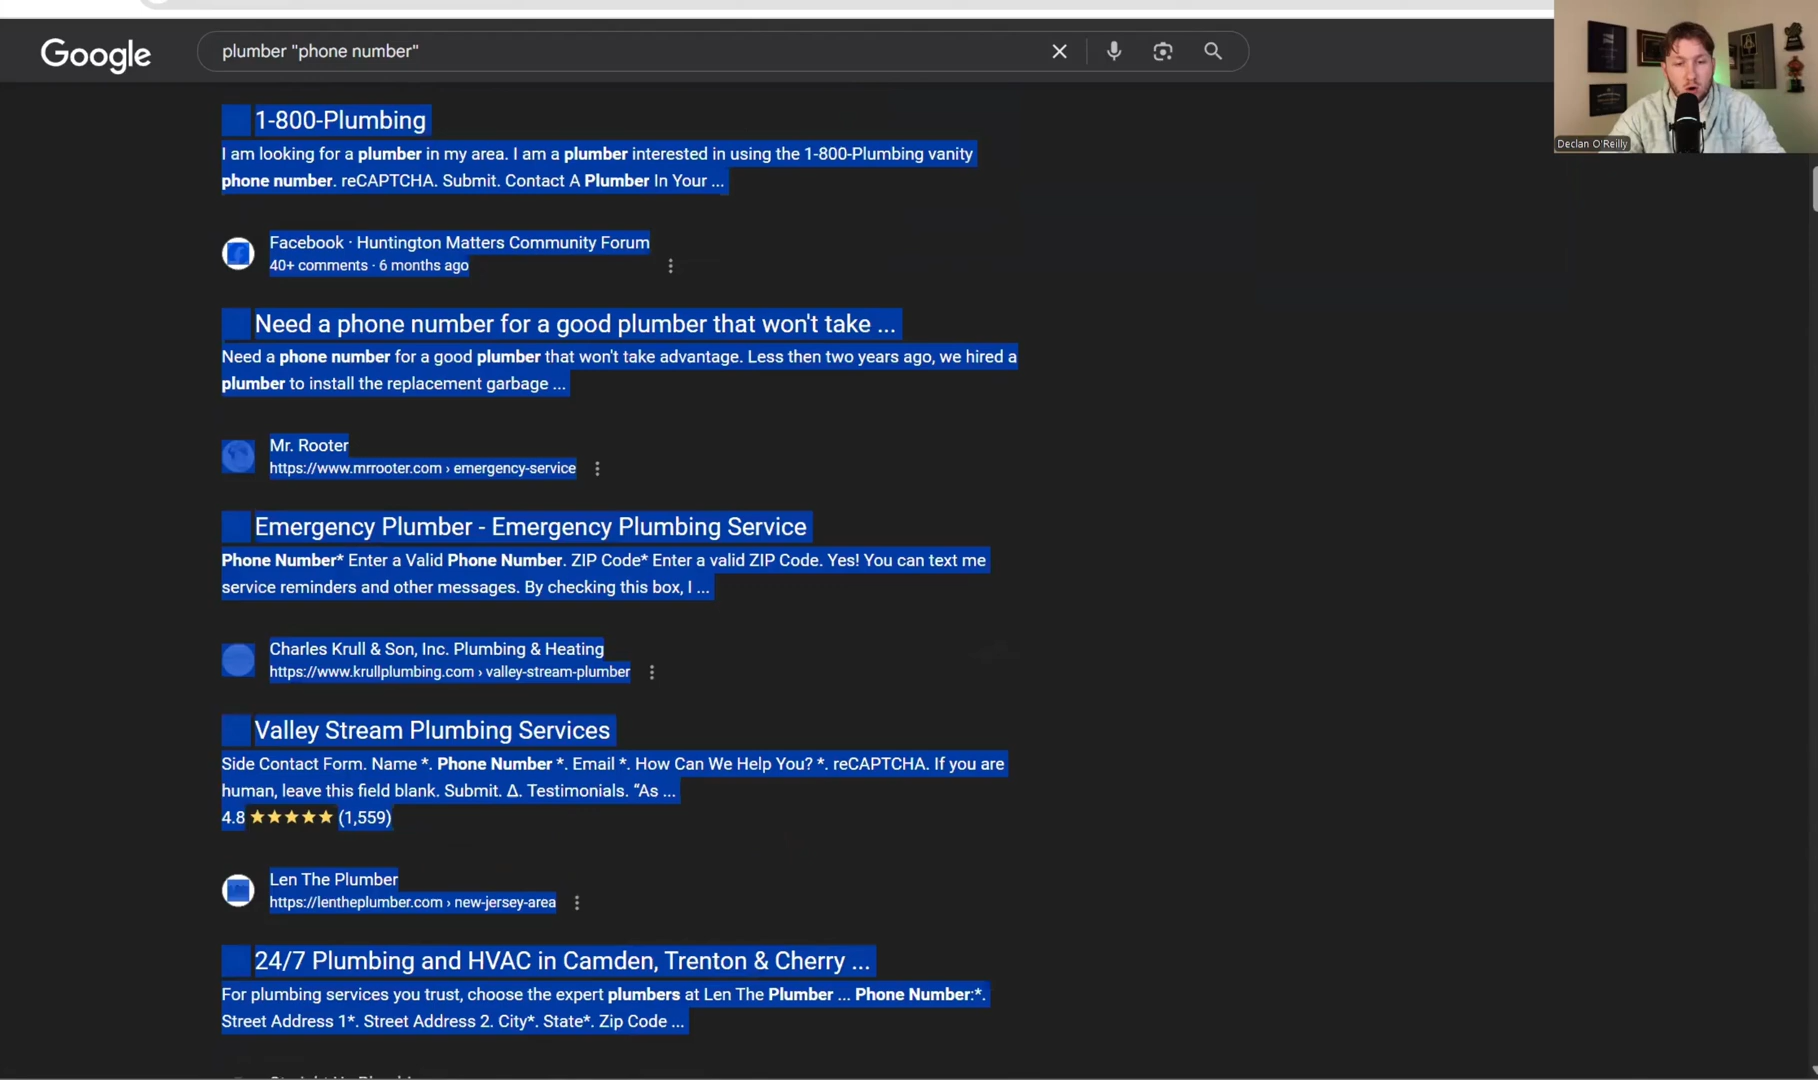 Google
plumber "phone number"
Declan O'Reilly
1-800-Plumbing
I am looking for a plumber in my area. I am a plumber interested in using the 1-800-Plumbing vanity
phone number. reCAPTCHA. Submit. Contact A Plumber In Your ...
Facebook · Huntington Matters Community Forum
40+ comments · 6 months ago
Need a phone number for a good plumber that won't take ...
Need a phone number for a good plumber that won't take advantage. Less then two years ago, we hired a
plumber to install the replacement garbage ...
Mr. Rooter
https://www.mrrooter.com › emergency-service
Emergency Plumber - Emergency Plumbing Service
Phone Number* Enter a Valid Phone Number. ZIP Code* Enter a valid ZIP Code. Yes! You can text me
service reminders and other messages. By checking this box, I ...
Charles Krull & Son, Inc. Plumbing & Heating
https://www.krullplumbing.com › valley-stream-plumber
Valley Stream Plumbing Services
Side Contact Form. Name *. Phone Number *. Email *. How Can We Help You? *. reCAPTCHA. If you are
human, leave this field blank. Submit. Δ. Testimonials. “As ...
4.8 ★★★★★ (1,559)
Len The Plumber
https://lentheplumber.com › new-jersey-area
24/7 Plumbing and HVAC in Camden, Trenton & Cherry ...
For plumbing services you trust, choose the expert plumbers at Len The Plumber ... Phone Number:*.
Street Address 1*. Street Address 2. City*. State*. Zip Code ...